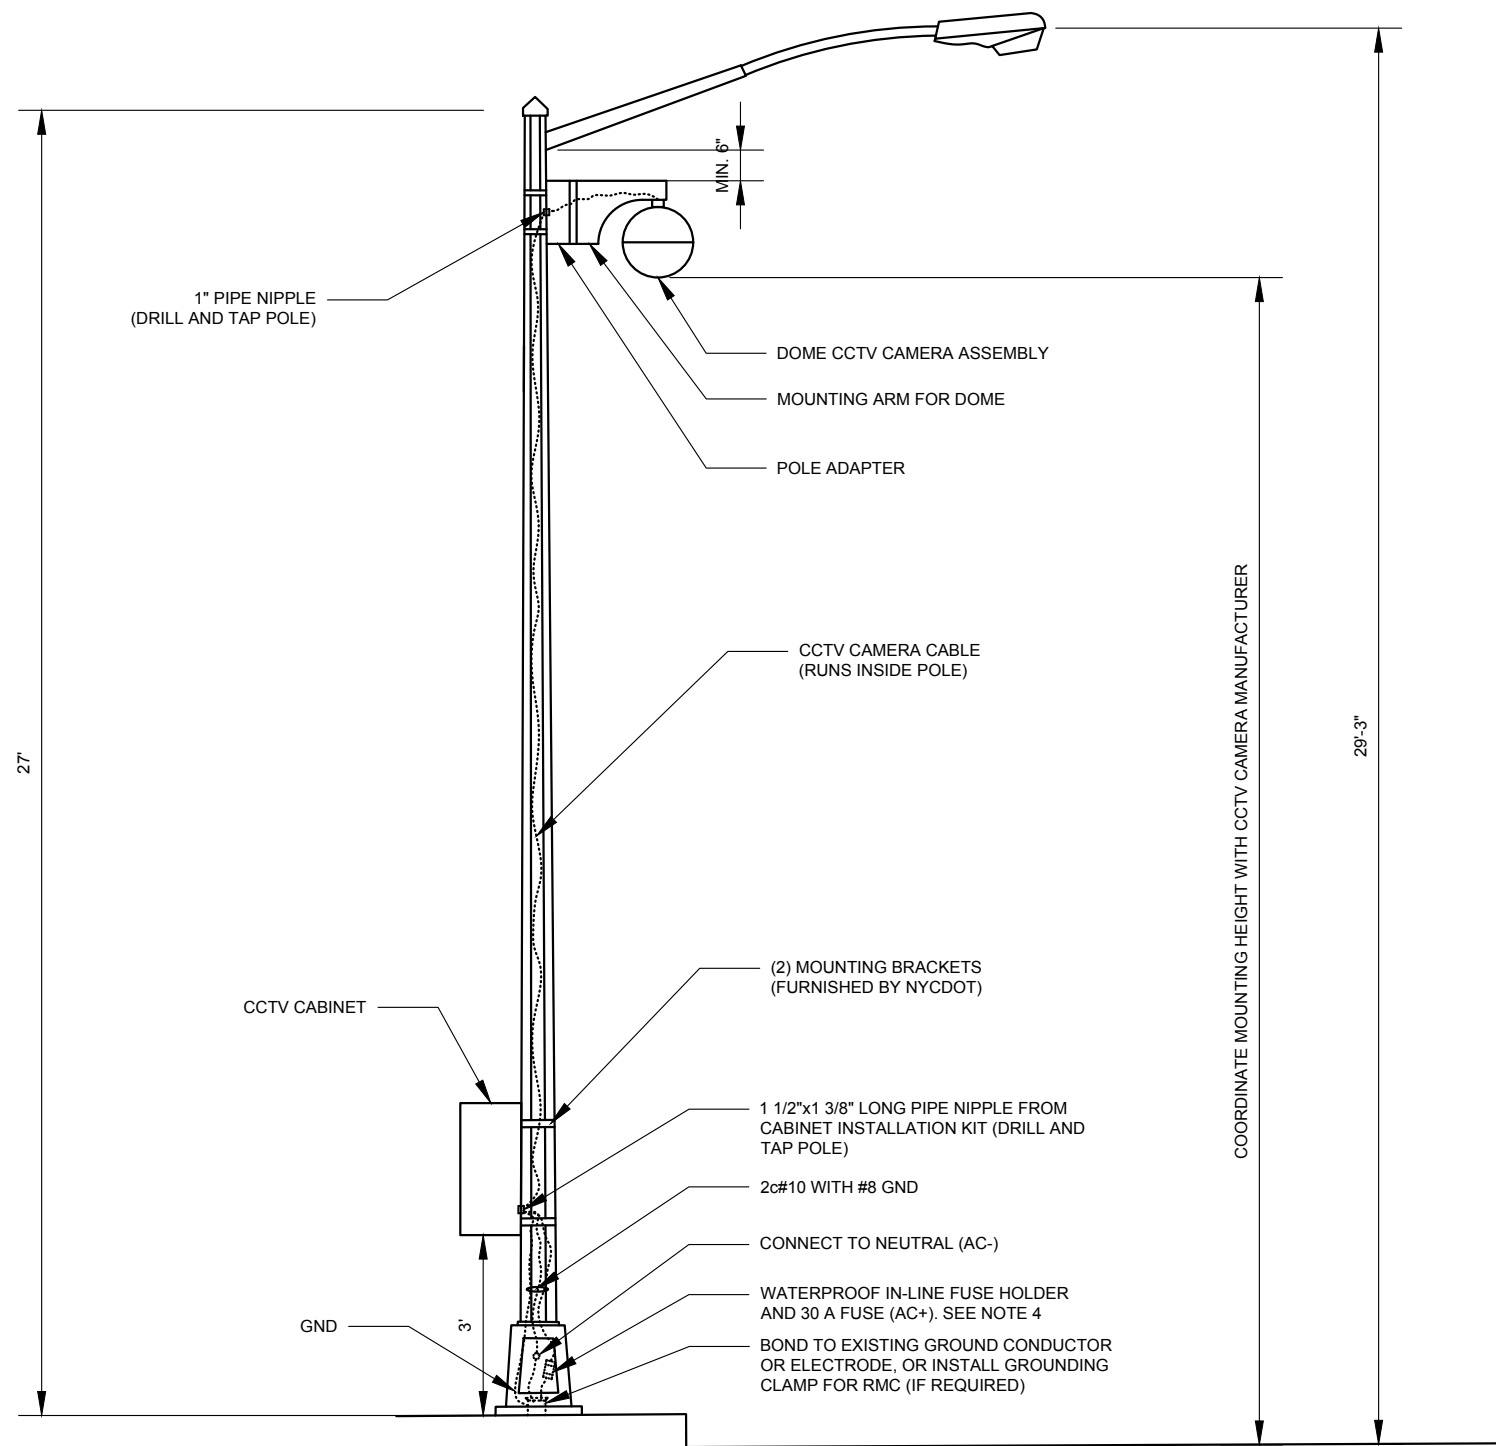 MIN. 6"
1" PIPE NIPPLE
(DRILL AND TAP POLE)
DOME CCTV CAMERA ASSEMBLY
MOUNTING ARM FOR DOME
POLE ADAPTER
CCTV CAMERA CABLE
(RUNS INSIDE POLE)
27'
COORDINATE MOUNTING HEIGHT WITH CCTV CAMERA MANUFACTURER
29'-3"
(2) MOUNTING BRACKETS
(FURNISHED BY NYCDOT)
CCTV CABINET
1 1/2"x1 3/8" LONG PIPE NIPPLE FROM
CABINET INSTALLATION KIT (DRILL AND
TAP POLE)
2c#10 WITH #8 GND
CONNECT TO NEUTRAL (AC-)
WATERPROOF IN-LINE FUSE HOLDER
AND 30 A FUSE (AC+). SEE NOTE 4
GND
3'
BOND TO EXISTING GROUND CONDUCTOR
OR ELECTRODE, OR INSTALL GROUNDING
CLAMP FOR RMC (IF REQUIRED)